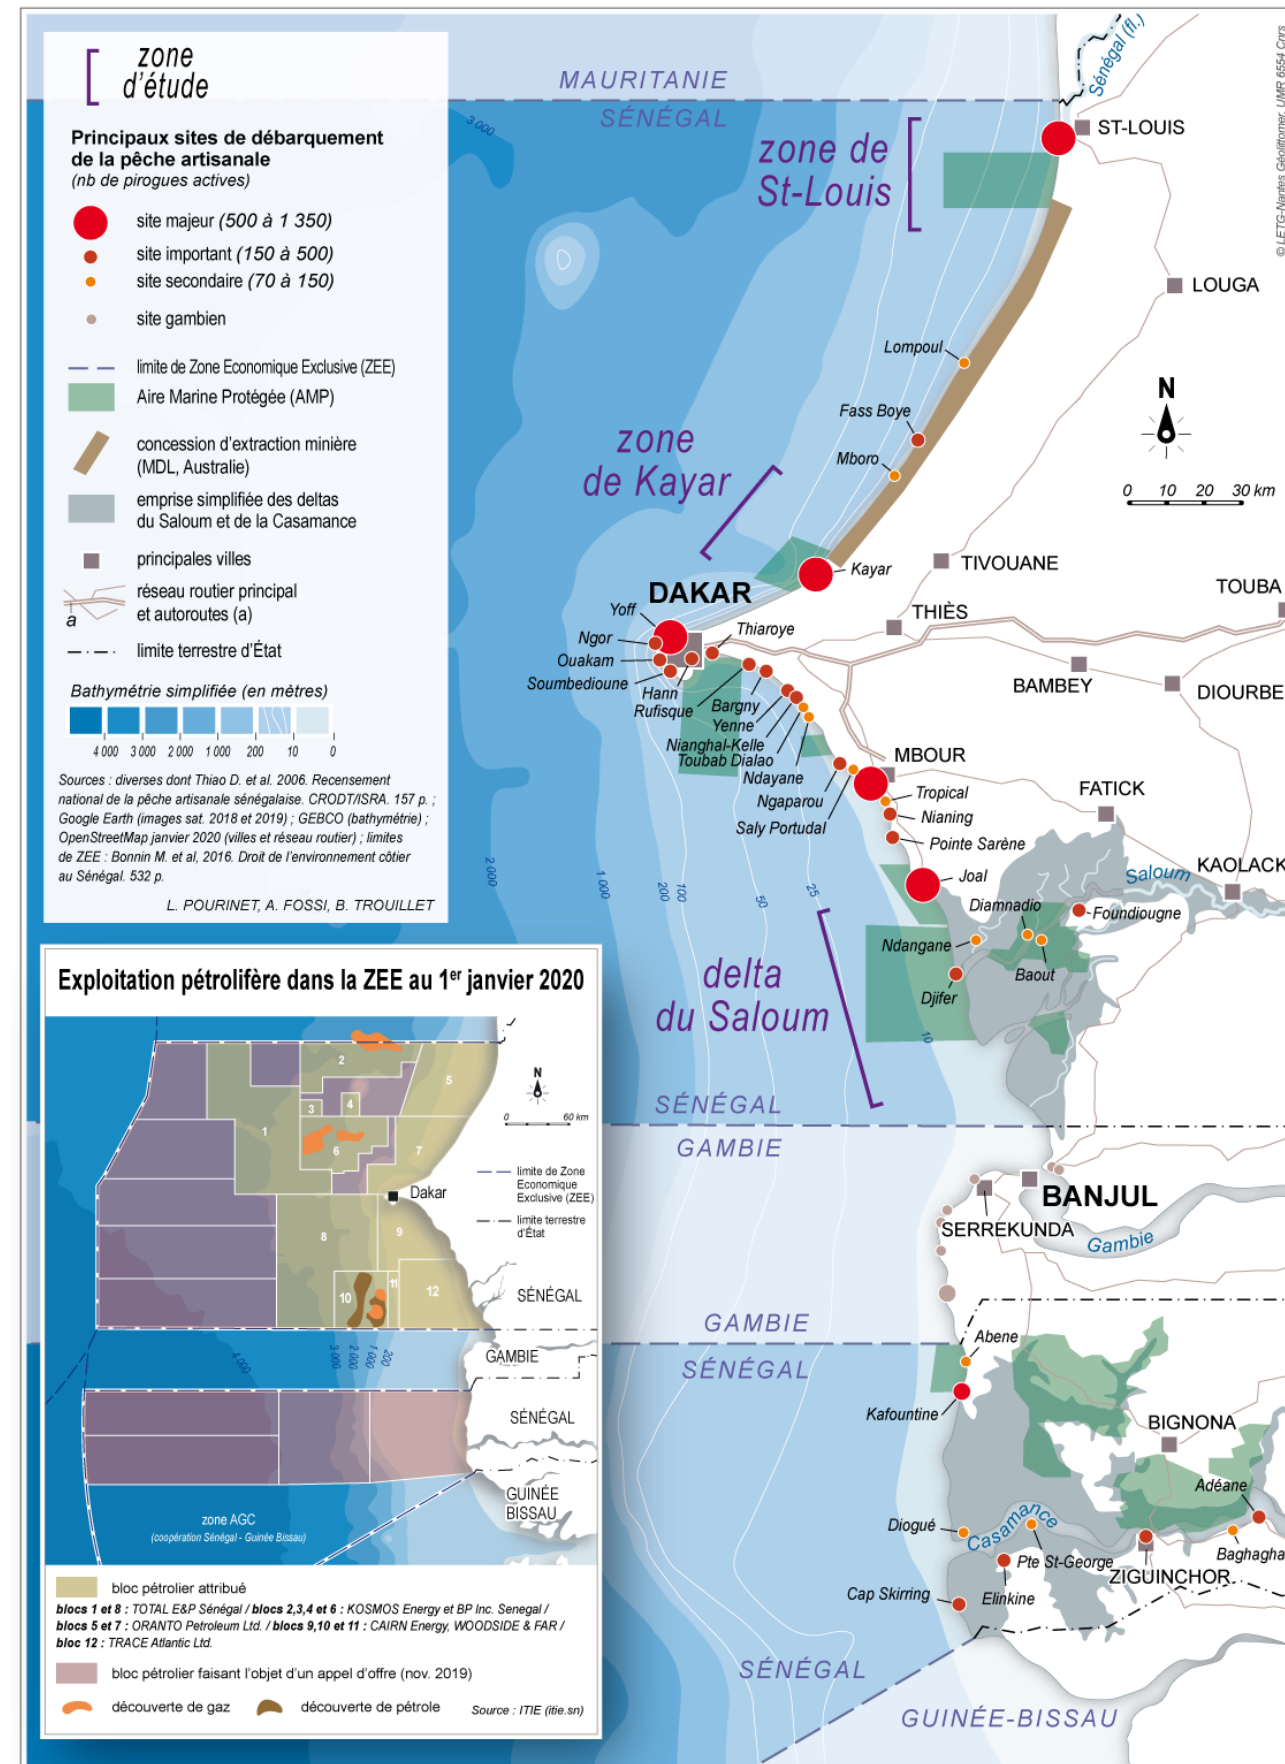 zone
d'étude
Principaux sites de débarquement
de la pêche artisanale
(nb de pirogues actives)
site majeur (500 à 1 350)
site important (150 à 500)
site secondaire (70 à 150)
site gambien
limite de Zone Economique Exclusive (ZEE)
Aire Marine Protégée (AMP)
concession d'extraction minière
(MDL, Australie)
emprise simplifiée des deltas
du Saloum et de la Casamance
principales villes
réseau routier principal
et autoroutes (a)
a
limite terrestre d'État
Bathymétrie simplifiée (en mètres)
4 000 3 000 2 000 1 000 200 10 0
Sources : diverses dont Thiao D. et al. 2006. Recensement
national de la pêche artisanale sénégalaise. CRODT/ISRA. 157 p. ;
Google Earth (images sat. 2018 et 2019) ; GEBCO (bathymétrie) ;
OpenStreetMap janvier 2020 (villes et réseau routier) ; limites
de ZEE : Bonnin M. et al, 2016. Droit de l'environnement côtier
au Sénégal. 532 p.
L. POURINET, A. FOSSI, B. TROUILLET
MAURITANIE
SÉNÉGAL
3 000
Sénégal (fl.)
© LETG-Nantes Géolittomer, UMR 6554 Cnrs
ST-LOUIS
zone de
St-Louis
LOUGA
Lompoul
N
Fass Boye
zone
de Kayar
Mboro
0 10 20 30 km
Kayar
TIVOUANE
DAKAR
TOUBA
Yoff
THIÈS
Ngor
Thiaroye
Ouakam
Soumbedioune
Hann
BAMBEY
DIOURBE
Rufisque
Bargny
Yenne
Nianghal-Kelle
Toubab Dialao
MBOUR
Ndayane
Ngaparou
Tropical
FATICK
Saly Portudal
Nianing
Pointe Sarène
2 000
1 000
200
100
50
25
10
Joal
Saloum
KAOLACK
Diamnadio
Foundiougne
Ndangane
Baout
Djifer
delta
du Saloum
SÉNÉGAL
GAMBIE
BANJUL
SERREKUNDA
Gambie
GAMBIE
SÉNÉGAL
Abene
Kafountine
BIGNONA
Adéane
Diogué
Casamance
Pte St-George
Baghagha
ZIGUINCHOR
Elinkine
Cap Skirring
SÉNÉGAL
GUINÉE-BISSAU
Exploitation pétrolifère dans la ZEE au 1er janvier 2020
2
5
N
3
4
1
6
7
0 60 km
limite de Zone
Economique
Exclusive (ZEE)
Dakar
limite terrestre
d'État
8
9
10
11
12
SÉNÉGAL
GAMBIE
4 000
3 000
2 000
1 000
200
SÉNÉGAL
GUINÉE
BISSAU
zone AGC
(coopération Sénégal - Guinée Bissau)
bloc pétrolier attribué
blocs 1 et 8 : TOTAL E&P Sénégal / blocs 2,3,4 et 6 : KOSMOS Energy et BP Inc. Senegal /
blocs 5 et 7 : ORANTO Petroleum Ltd. / blocs 9,10 et 11 : CAIRN Energy, WOODSIDE & FAR /
bloc 12 : TRACE Atlantic Ltd.
bloc pétrolier faisant l'objet d'un appel d'offre (nov. 2019)
découverte de gaz
découverte de pétrole
Source : ITIE (itie.sn)